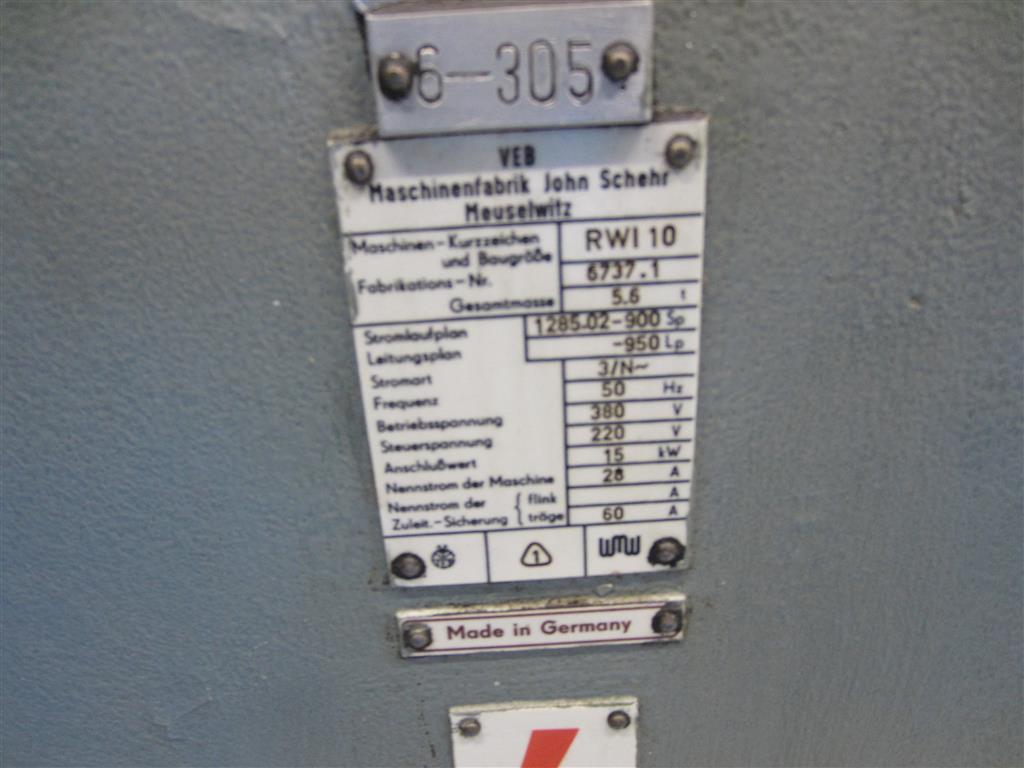 6-305
VEB
Maschinenfabrik John Schehr
Meuselwitz
Maschinen-Kurzzeichen
und Baugröße RWI 10
Fabrikations-Nr. 6737.1
Gesamtmasse 5.6 t
Stromlaufplan 1285.02-900 Sp
Leitungsplan -950 Lp
Stromart 3/N~
Frequenz 50 Hz
Betriebsspannung 380 V
Steuerspannung 220 V
Anschlußwert 15 kW
Nennstrom der Maschine 28 A
Nennstrom der flink A
Zuleit.-Sicherung träge 60 A
1 WMW
Made in Germany